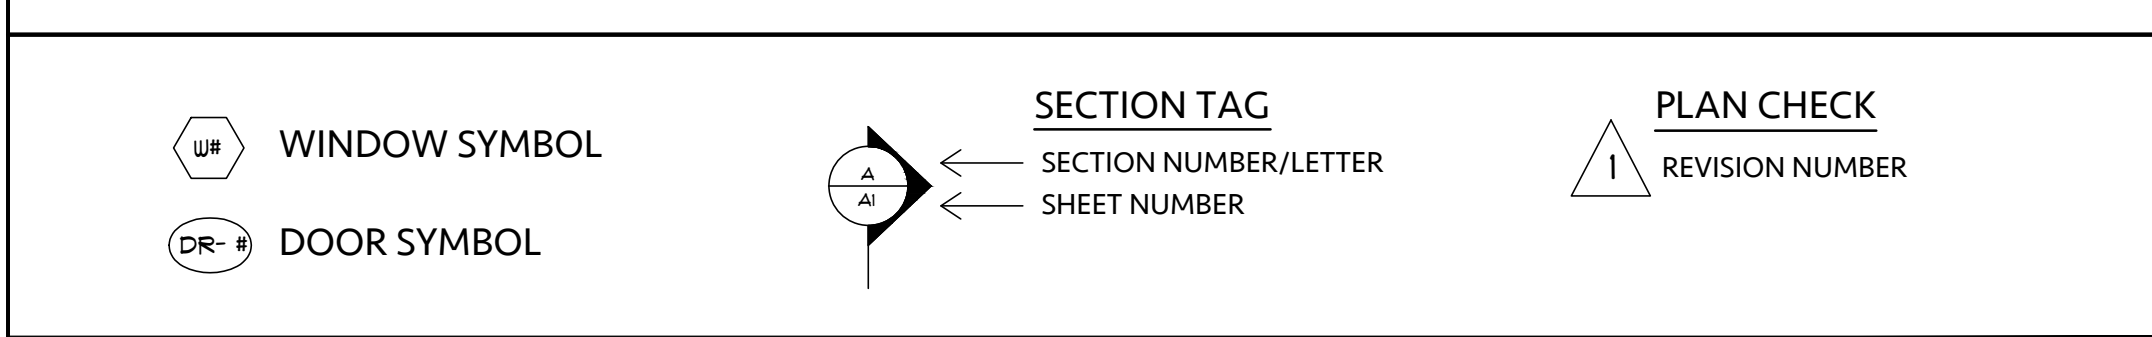 W#
WINDOW SYMBOL
DR- #
DOOR SYMBOL
SECTION TAG
A
A1
SECTION NUMBER/LETTER
SHEET NUMBER
PLAN CHECK
1
REVISION NUMBER